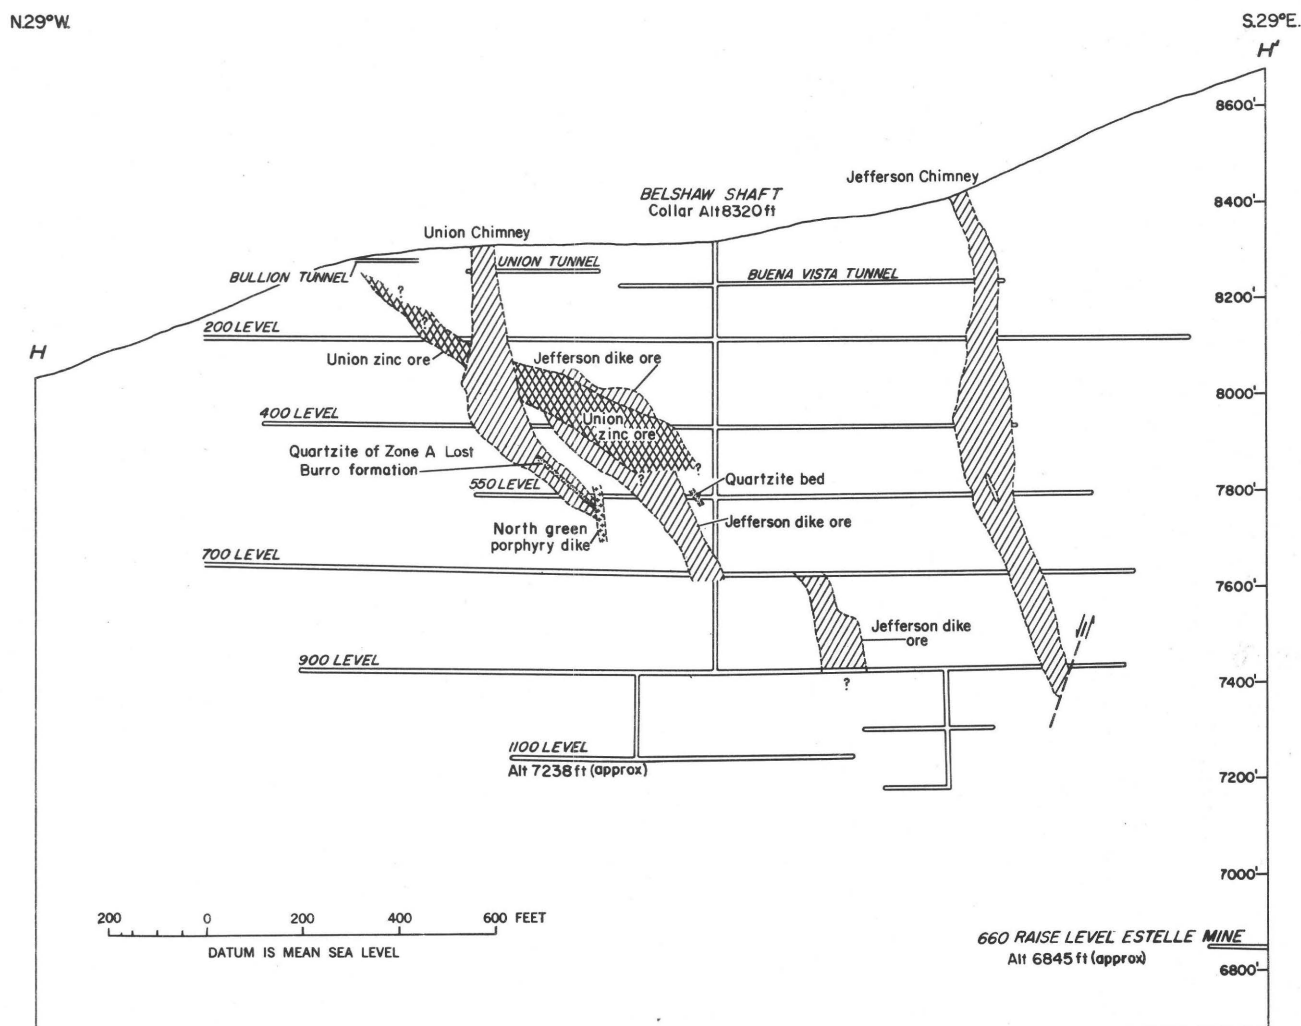 N.29°W.
S.29°E.
H'
8600'
Jefferson Chimney
BELSHAW SHAFT
Collar Alt 8320 ft
8400'
Union Chimney
UNION TUNNEL
BULLION TUNNEL
BUENA VISTA TUNNEL
8200'
?
?
200 LEVEL
H
Union zinc ore
Jefferson dike ore
8000'
400 LEVEL
Union
zinc ore
Quartzite of Zone A Lost
Burro formation
?
?
550 LEVEL
Quartzite bed
7800'
North green
porphyry dike
Jefferson dike ore
700 LEVEL
7600'
Jefferson dike
ore
900 LEVEL
?
7400'
1100 LEVEL
Alt 7238 ft (approx)
7200'
7000'
200 0 200 400 600 FEET
DATUM IS MEAN SEA LEVEL
660 RAISE LEVEL ESTELLE MINE
Alt 6845 ft (approx)
6800'